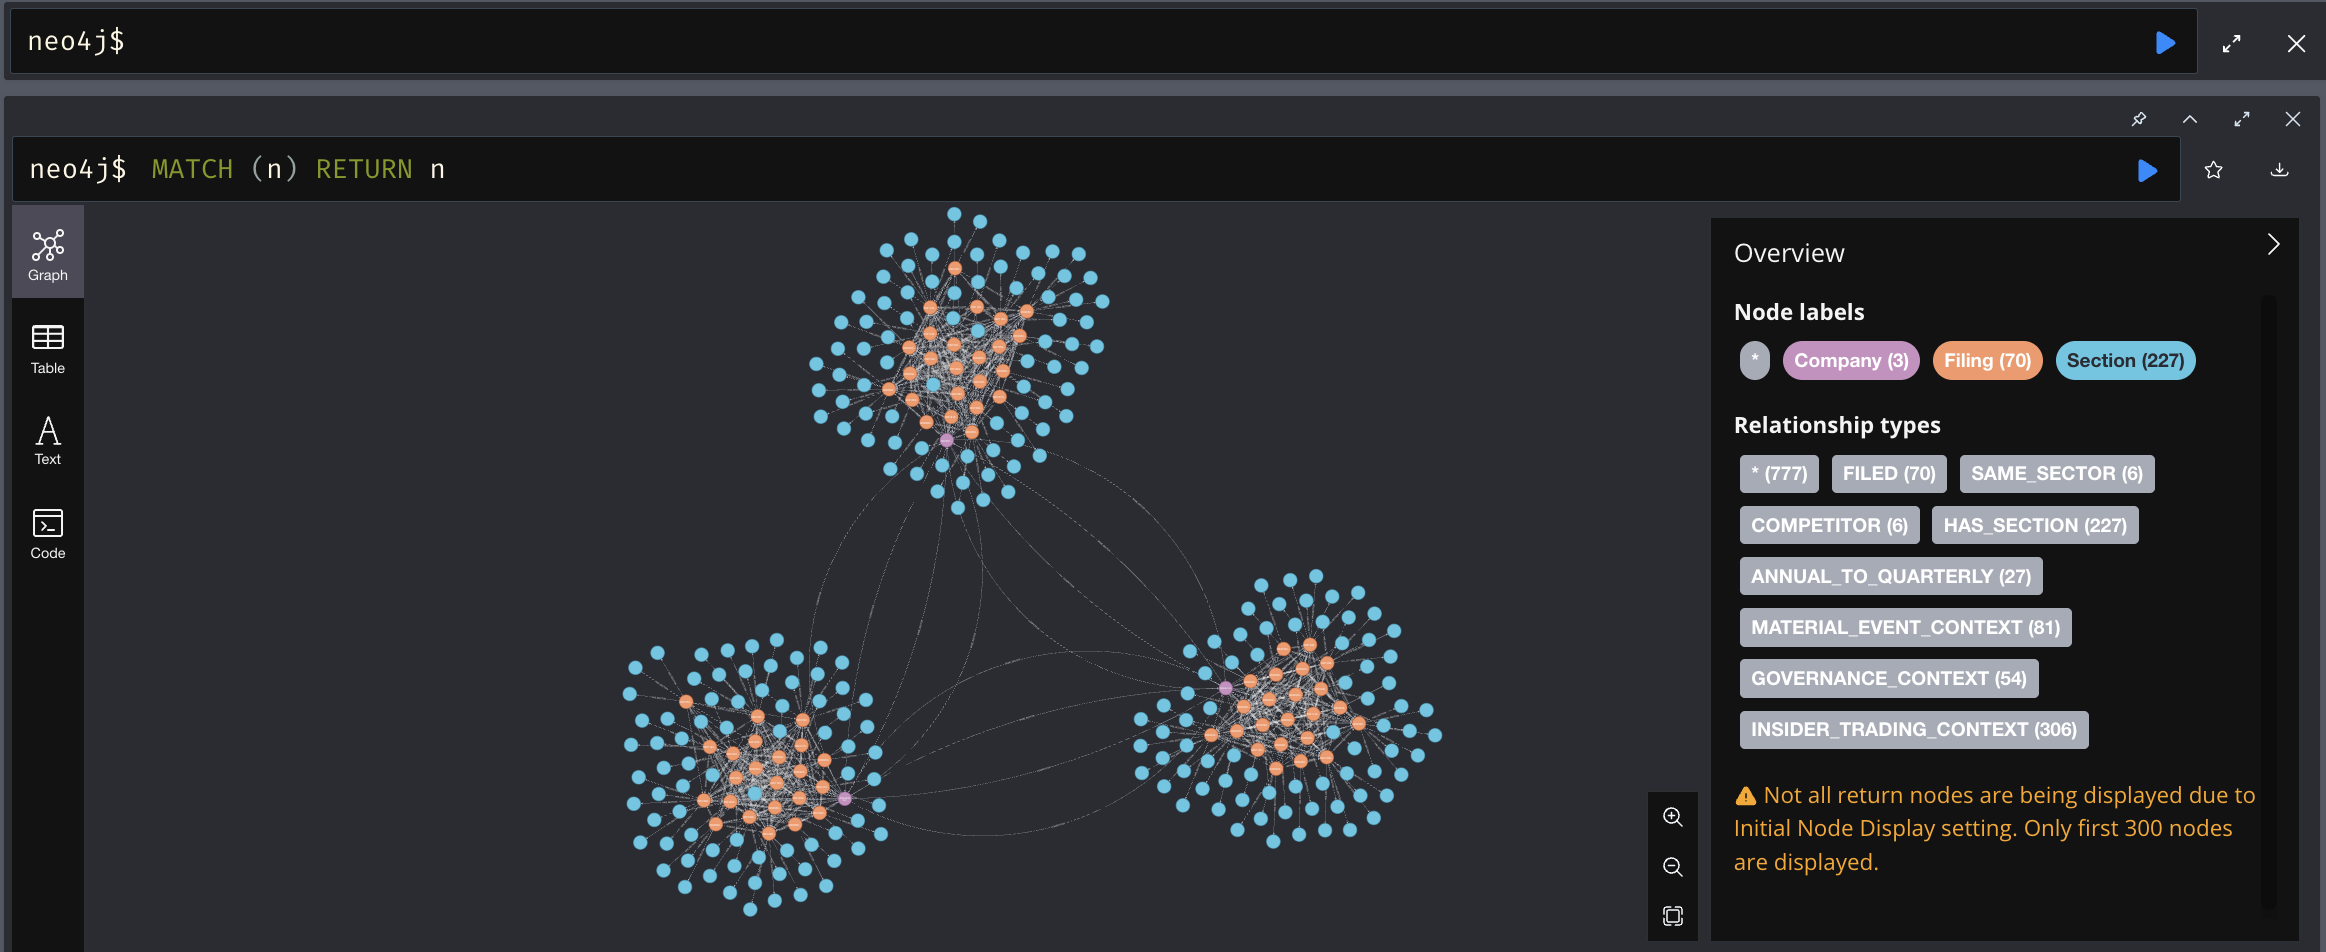 neo4j$
neo4j$ MATCH (n) RETURN n
Graph
Table
Text
Code
Overview
Node labels
* Company (3) Filing (70) Section (227)
Relationship types
* (777) FILED (70) SAME_SECTOR (6)
COMPETITOR (6) HAS_SECTION (227)
ANNUAL_TO_QUARTERLY (27)
MATERIAL_EVENT_CONTEXT (81)
GOVERNANCE_CONTEXT (54)
INSIDER_TRADING_CONTEXT (306)
Not all return nodes are being displayed due to
Initial Node Display setting. Only first 300 nodes
are displayed.